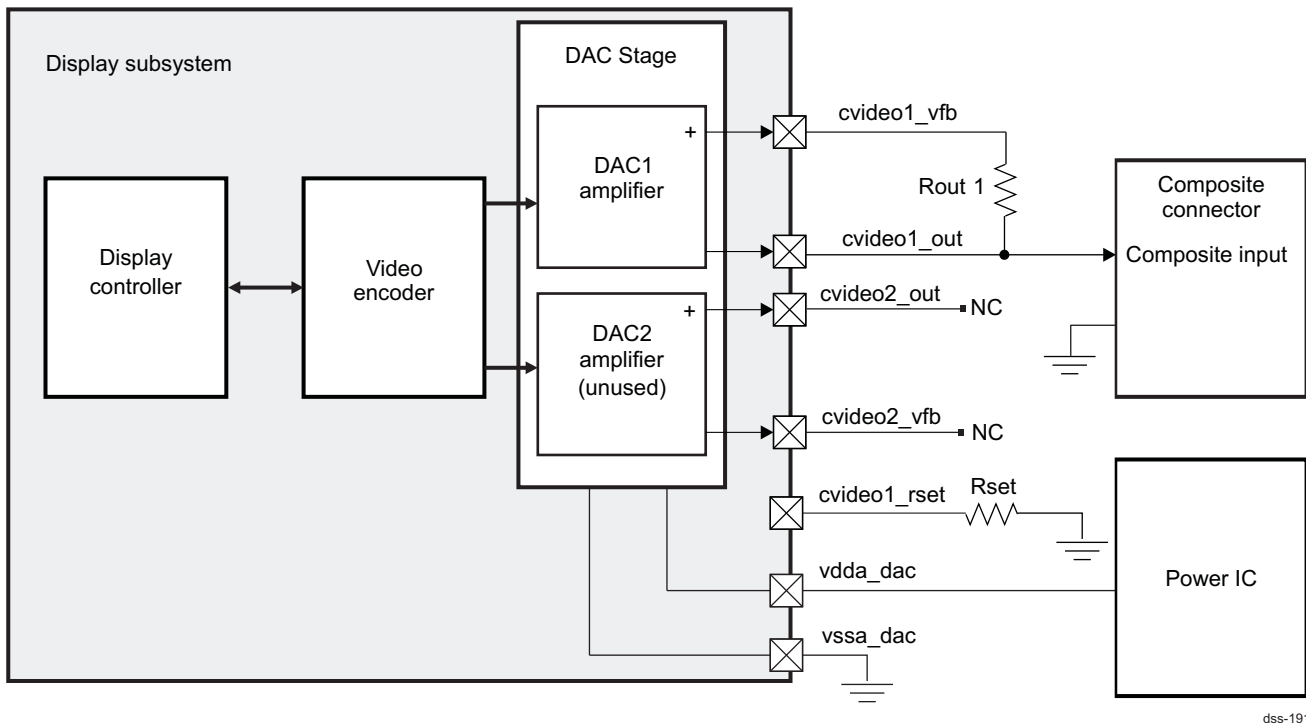 Display subsystem
DAC Stage
+
DAC1
amplifier
+
DAC2
amplifier
(unused)
Display
controller
Video
encoder
cvideo1_vfb
Rout 1
cvideo1_out
cvideo2_out
NC
cvideo2_vfb
NC
cvideo1_rset
Rset
vdda_dac
vssa_dac
Composite
connector
Composite input
Power IC